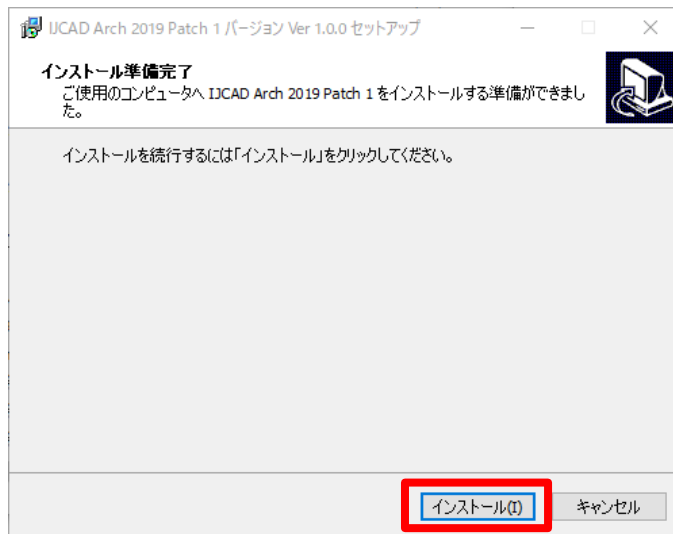 IJCAD Arch 2019 Patch 1 バージョン Ver 1.0.0 セットアップ
インストール準備完了
ご使用のコンピュータへ IJCAD Arch 2019 Patch 1 をインストールする準備ができまし
た。
インストールを続行するには「インストール」をクリックしてください。
インストール(I)
キャンセル